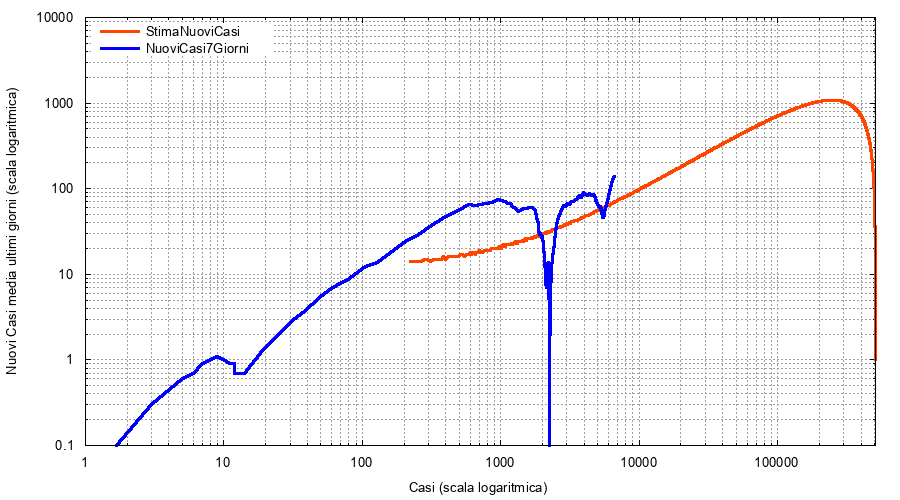 10000
1000
100
10
1
0.1
StimaNuoviCasi
NuoviCasi7Giorni
Nuovi Casi media ultimi giorni (scala logaritmica)
1 10 100 1000 10000 100000
Casi (scala logaritmica)